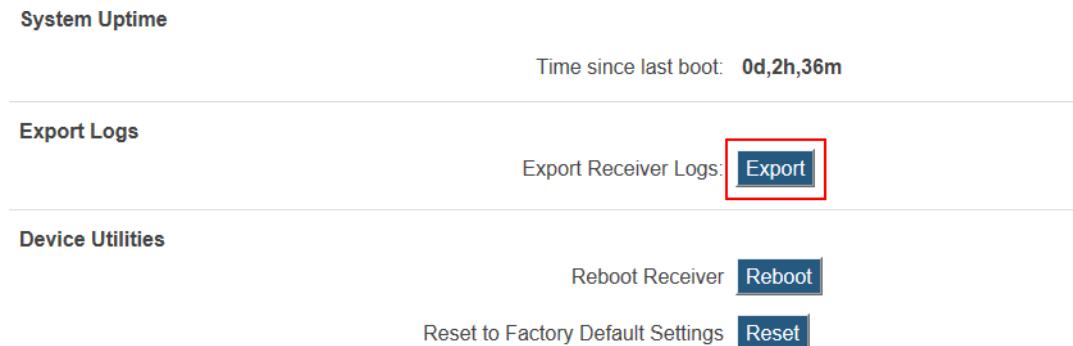 System Uptime
Time since last boot: 0d,2h,36m
Export Logs
Export Receiver Logs: Export
Device Utilities
Reboot Receiver Reboot
Reset to Factory Default Settings Reset